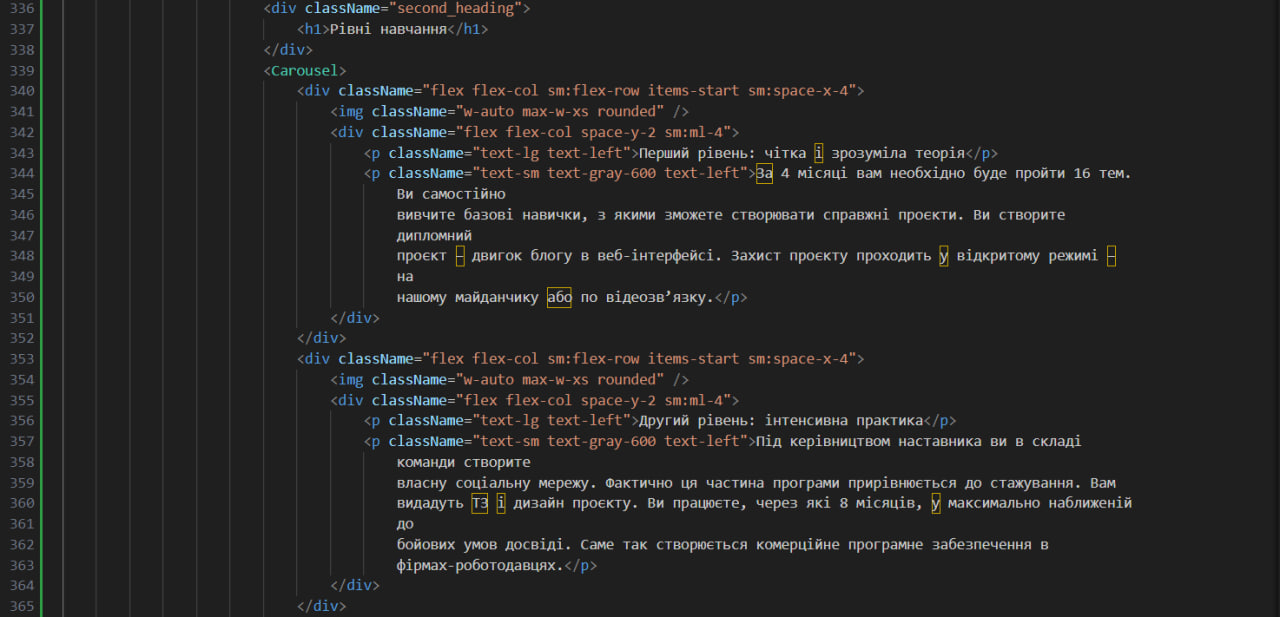 336 <div className="second_heading">
337 <h1>Рівні навчання</h1>
338 </div>
339 <Carousel>
340 <div className="flex flex-col sm:flex-row items-start sm:space-x-4">
341 <img className="w-auto max-w-xs rounded" />
342 <div className="flex flex-col space-y-2 sm:ml-4">
343 <p className="text-lg text-left">Перший рівень: чітка і зрозуміла теорія</p>
344 <p className="text-sm text-gray-600 text-left">За 4 місяці вам необхідно буде пройти 16 тем.
345 Ви самостійно
346 вивчите базові навички, з якими зможете створювати справжні проєкти. Ви створите
347 дипломний
348 проєкт – двигок блогу в веб-інтерфейсі. Захист проєкту проходить у відкритому режимі –
349 на
350 нашому майданчику або по відеозв’язку.</p>
351 </div>
352 </div>
353 <div className="flex flex-col sm:flex-row items-start sm:space-x-4">
354 <img className="w-auto max-w-xs rounded" />
355 <div className="flex flex-col space-y-2 sm:ml-4">
356 <p className="text-lg text-left">Другий рівень: інтенсивна практика</p>
357 <p className="text-sm text-gray-600 text-left">Під керівництвом наставника ви в складі
358 команди створите
359 власну соціальну мережу. Фактично ця частина програми прирівнюється до стажування. Вам
360 видадуть ТЗ і дизайн проєкту. Ви працюєте, через які 8 місяців, у максимально наближеній
361 до
362 бойових умов досвіді. Саме так створюється комерційне програмне забезпечення в
363 фірмах-роботодавцях.</p>
364 </div>
365 </div>